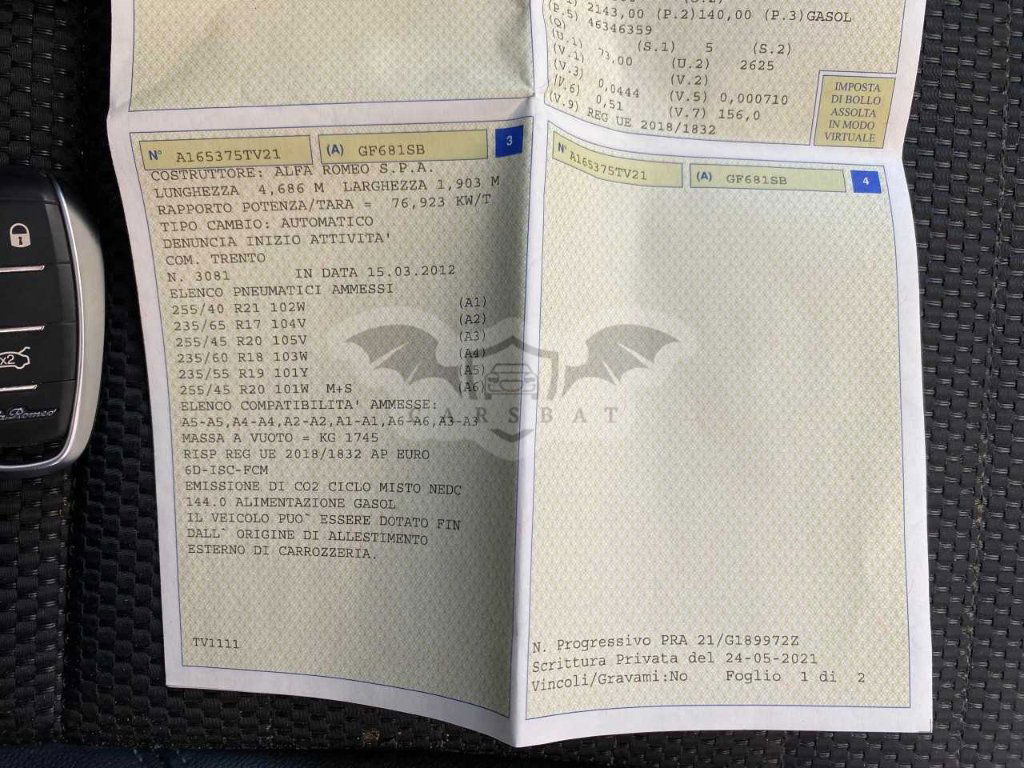 (P.5) 2143,00 (P.2)140,00 (P.3)GASOL
(Q) 46346359
(U.1) (S.1) 5 (S.2)
(V.1) 73,00 (U.2) 2625
(V.3) (V.2)
(V.6) 0,0444 (V.5) 0,000710
(V.9) 0,51 (V.7) 156,0
REG UE 2018/1832
IMPOSTA
DI BOLLO
ASSOLTA
IN MODO
VIRTUALE
N° A165375TV21 (A) GF681SB 3
COSTRUTTORE: ALFA ROMEO S.P.A.
LUNGHEZZA 4,686 M LARGHEZZA 1,903 M
RAPPORTO POTENZA/TARA = 76,923 KW/T
TIPO CAMBIO: AUTOMATICO
DENUNCIA INIZIO ATTIVITA'
COM. TRENTO
N. 3081 IN DATA 15.03.2012
ELENCO PNEUMATICI AMMESSI
255/40 R21 102W (A1)
235/65 R17 104V (A2)
255/45 R20 105V (A3)
235/60 R18 103W (A4)
235/55 R19 101Y (A5)
255/45 R20 101W M+S (A6)
ELENCO COMPATIBILITA' AMMESSE:
A5-A5,A4-A4,A2-A2,A1-A1,A6-A6,A3-A3
MASSA A VUOTO = KG 1745
RISP REG UE 2018/1832 AP EURO
6D-ISC-FCM
EMISSIONE DI CO2 CICLO MISTO NEDC
144.0 ALIMENTAZIONE GASOL
IL VEICOLO PUO` ESSERE DOTATO FIN
DALL` ORIGINE DI ALLESTIMENTO
ESTERNO DI CARROZZERIA.
TV1111
N° A165375TV21 (A) GF681SB 4
N. Progressivo PRA 21/G189972Z
Scrittura Privata del 24-05-2021
Vincoli/Gravami:No Foglio 1 di 2
CARSBAT
x2
Romeo